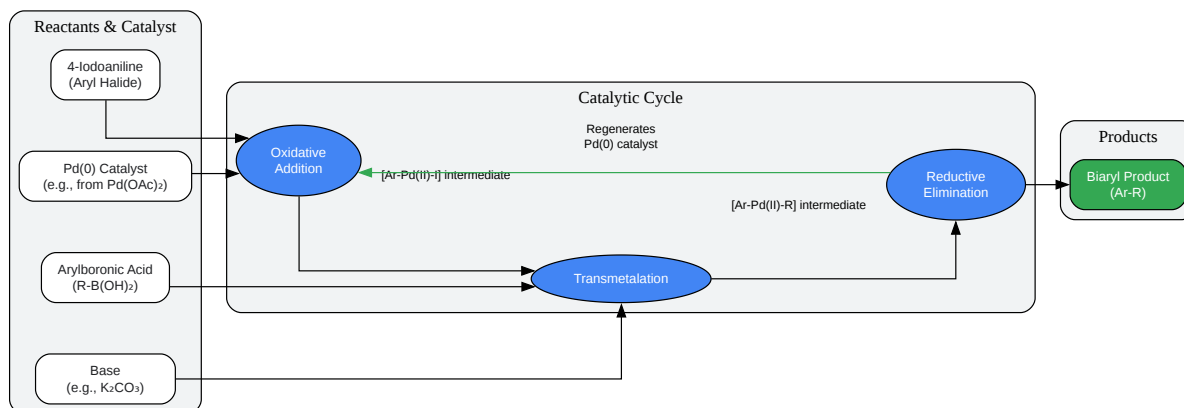 Reactants & Catalyst
4-Iodoaniline
(Aryl Halide)
Pd(0) Catalyst
(e.g., from Pd(OAc)₂)
Arylboronic Acid
(R-B(OH)₂)
Base
(e.g., K₂CO₃)
Catalytic Cycle
Oxidative
Addition
Regenerates
Pd(0) catalyst
[Ar-Pd(II)-I] intermediate
[Ar-Pd(II)-R] intermediate
Reductive
Elimination
Transmetalation
Products
Biaryl Product
(Ar-R)